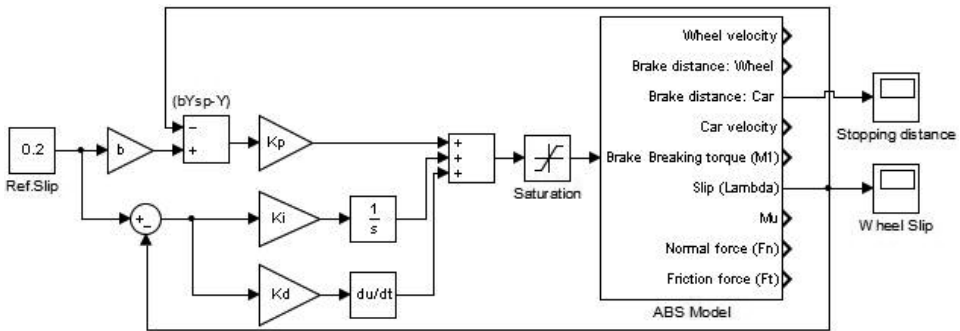 (bYsp-Y)
−
+
0.2
Ref.Slip
b
Kp
+
+
+
Saturation
+
−
Ki
1
s
Kd
du/dt
Wheel velocity
Brake distance: Wheel
Brake distance: Car
Car velocity
Brake Breaking torque (M1)
Slip (Lambda)
Mu
Normal force (Fn)
Friction force (Ft)
ABS Model
Stopping distance
Wheel Slip